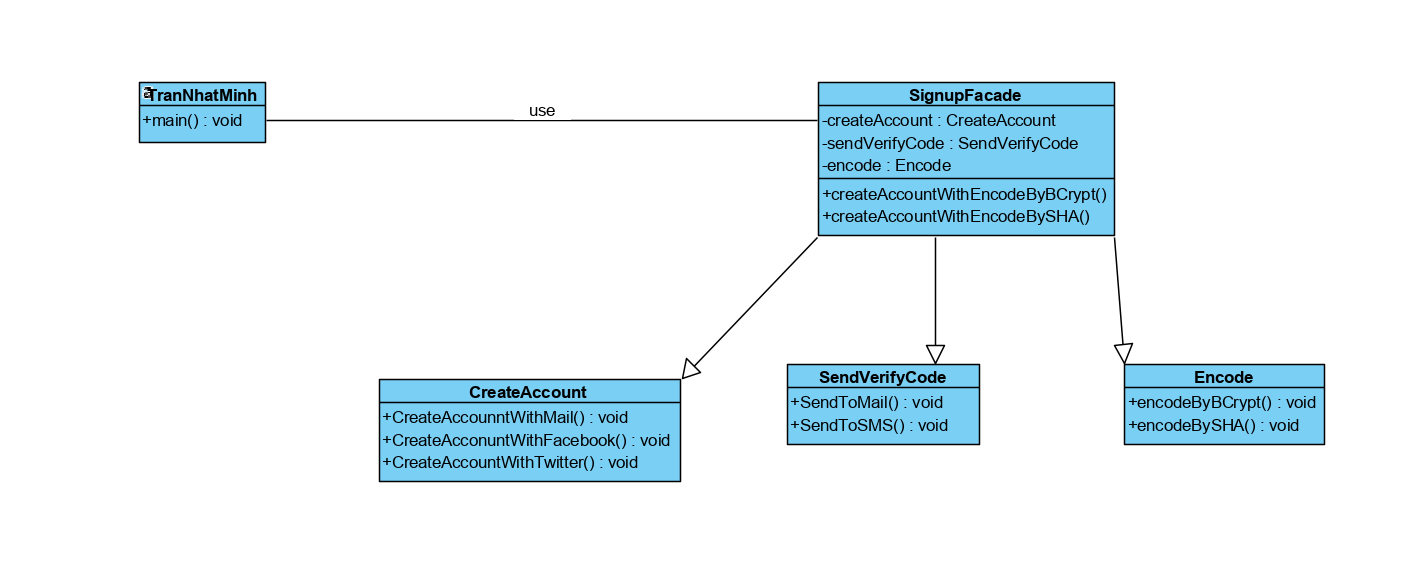 TranNhatMinh
+main() : void
use
SignupFacade
-createAccount : CreateAccount
-sendVerifyCode : SendVerifyCode
-encode : Encode
+createAccountWithEncodeByBCrypt()
+createAccountWithEncodeBySHA()
CreateAccount
+CreateAccounntWithMail() : void
+CreateAcconuntWithFacebook() : void
+CreateAccountWithTwitter() : void
SendVerifyCode
+SendToMail() : void
+SendToSMS() : void
Encode
+encodeByBCrypt() : void
+encodeBySHA() : void